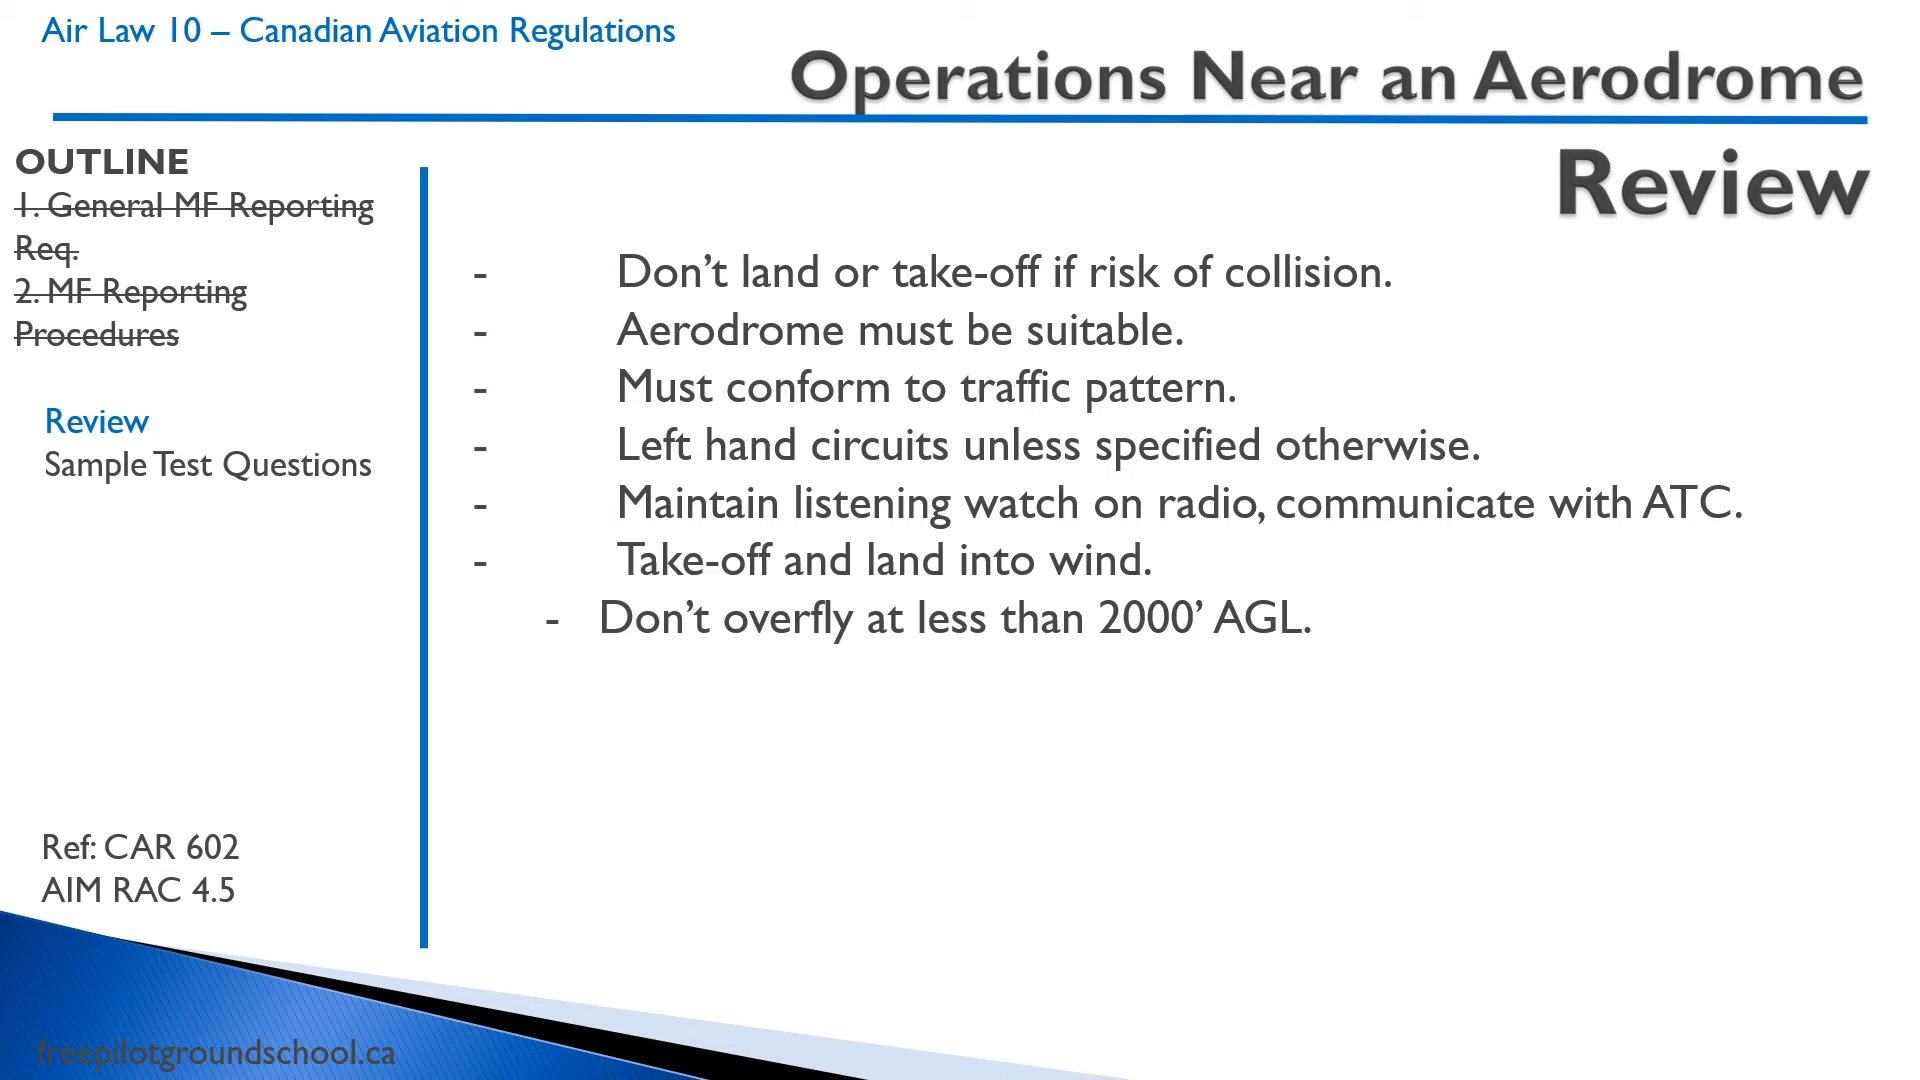 Air Law 10 – Canadian Aviation Regulations
Operations Near an Aerodrome
Review
OUTLINE
1. General MF Reporting
Req.
2. MF Reporting
Procedures
Review
Sample Test Questions
Ref: CAR 602
AIM RAC 4.5
- Don’t land or take-off if risk of collision.
- Aerodrome must be suitable.
- Must conform to traffic pattern.
- Left hand circuits unless specified otherwise.
- Maintain listening watch on radio, communicate with ATC.
- Take-off and land into wind.
- Don’t overfly at less than 2000’ AGL.
freepilotgroundschool.ca